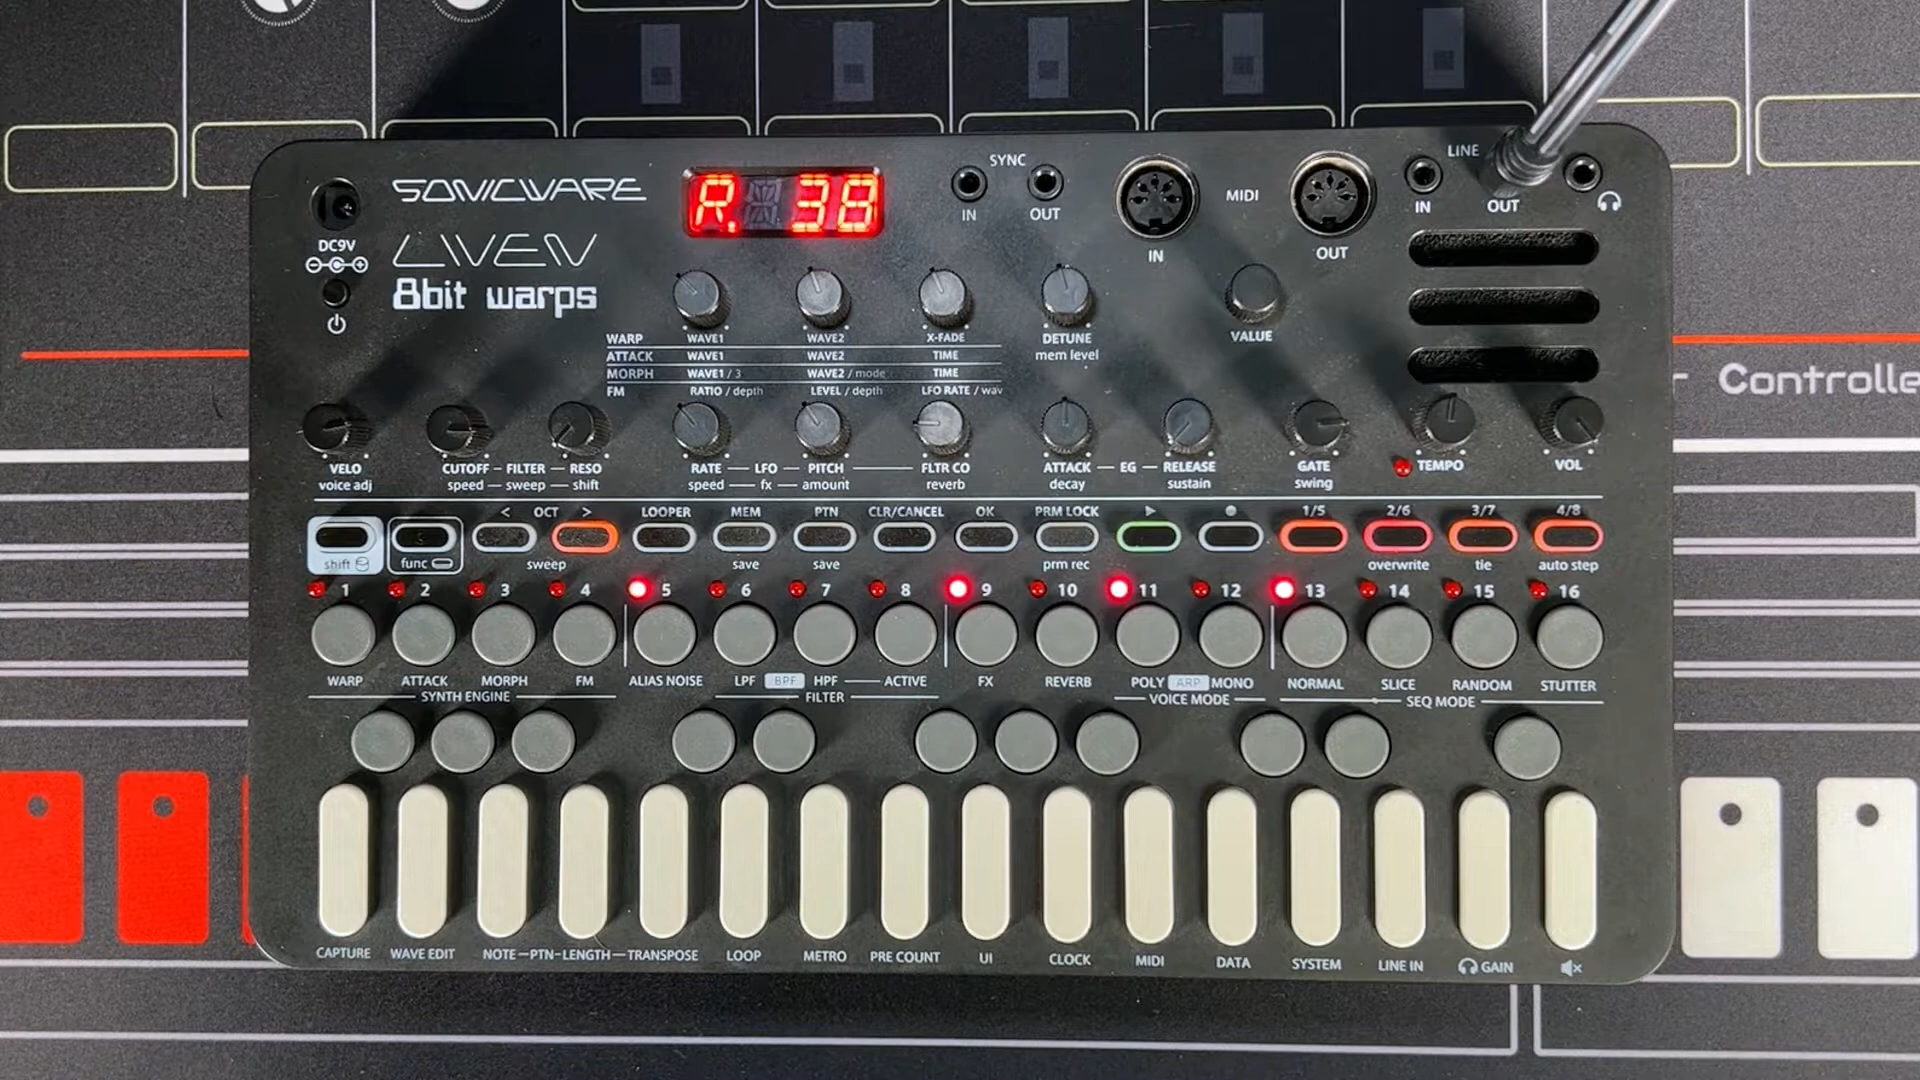 SONICWARE
LIVEN
8bit warps
DC9V
R. 38
SYNC
IN
OUT
MIDI
IN
OUT
LINE
IN
OUT
WARP WAVE1 WAVE2 X-FADE
ATTACK WAVE1 WAVE2 TIME
MORPH WAVE1 / 3 WAVE2 / mode TIME
FM RATIO / depth LEVEL / depth LFO RATE / wav
DETUNE
mem level
VALUE
Controlle
VELO CUTOFF — FILTER — RESO RATE — LFO — PITCH FLTR CO ATTACK — EG — RELEASE GATE TEMPO VOL
voice adj speed — sweep — shift speed — fx — amount reverb decay sustain swing
< OCT > LOOPER MEM PTN CLR/CANCEL OK PRM LOCK ▶ ● 1/5 2/6 3/7 4/8
shift func sweep save save prm rec overwrite tie auto step
1 2 3 4 5 6 7 8 9 10 11 12 13 14 15 16
WARP ATTACK MORPH FM ALIAS NOISE LPF BPF HPF ACTIVE FX REVERB POLY ARP MONO NORMAL SLICE RANDOM STUTTER
SYNTH ENGINE FILTER VOICE MODE SEQ MODE
CAPTURE WAVE EDIT NOTE — PTN — LENGTH — TRANSPOSE LOOP METRO PRE COUNT UI CLOCK MIDI DATA SYSTEM LINE IN GAIN